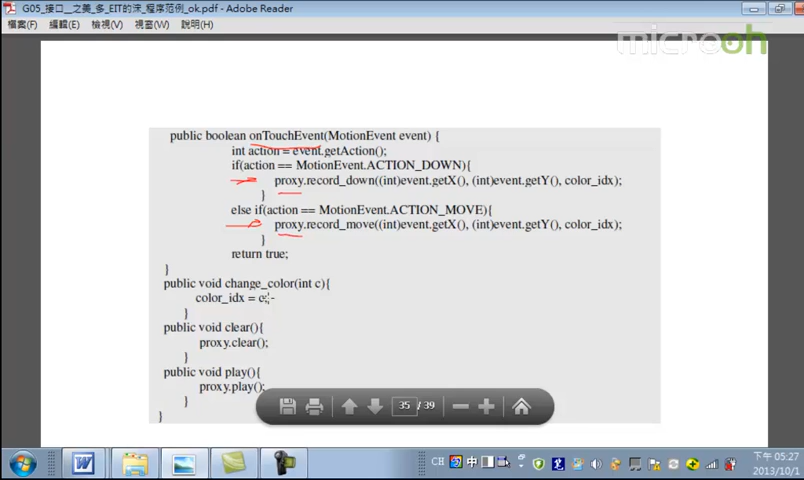 G05_接口__之美_多_EIT的___程序范例_ok.pdf - Adobe Reader
檔案(F) 編輯(E) 檢視(V) 視窗(W) 說明(H)
microoh
public boolean onTouchEvent(MotionEvent event) {
int action = event.getAction();
if(action == MotionEvent.ACTION_DOWN){
proxy.record_down((int)event.getX(), (int)event.getY(), color_idx);
}
else if(action == MotionEvent.ACTION_MOVE){
proxy.record_move((int)event.getX(), (int)event.getY(), color_idx);
}
return true;
}
public void change_color(int c){
color_idx =
}
public void clear(){
proxy.clear();
}
public void play(){
proxy.play();
}
}
35 / 39
CH 中 下午 05:27
2013/10/1